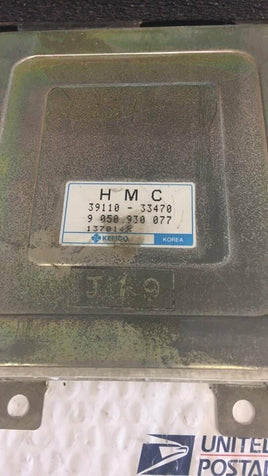 HMC
39110 - 33470
9 050 930 077
KEFICO KOREA
J19
UNITED
POSTAL